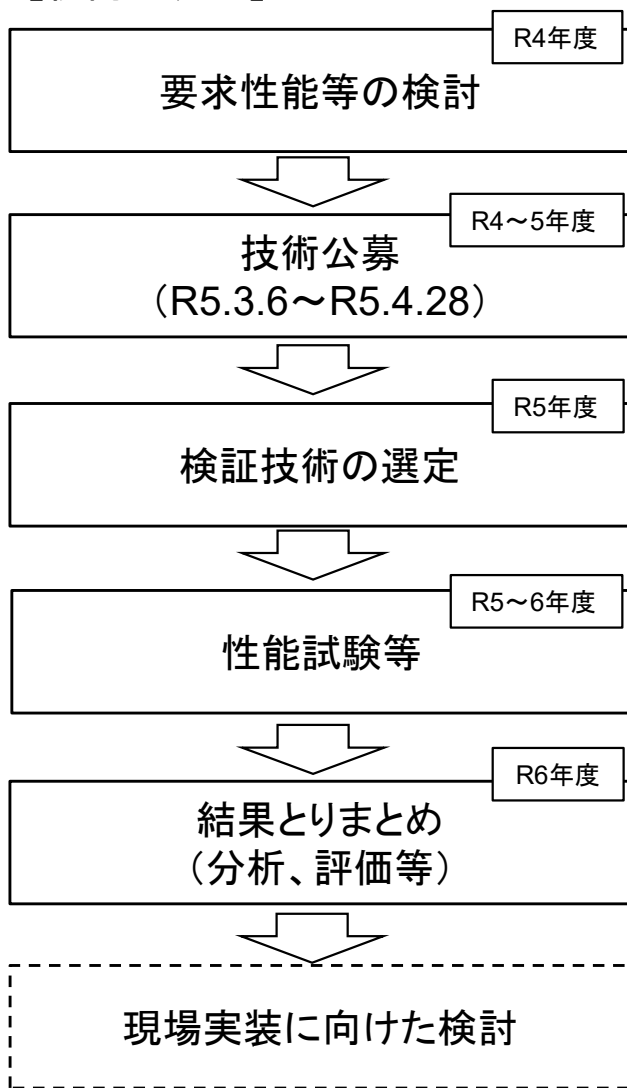 R4年度
要求性能等の検討
R4～5年度
技術公募
（R5.3.6～R5.4.28）
R5年度
検証技術の選定
R5～6年度
性能試験等
R6年度
結果とりまとめ
（分析、評価等）
現場実装に向けた検討